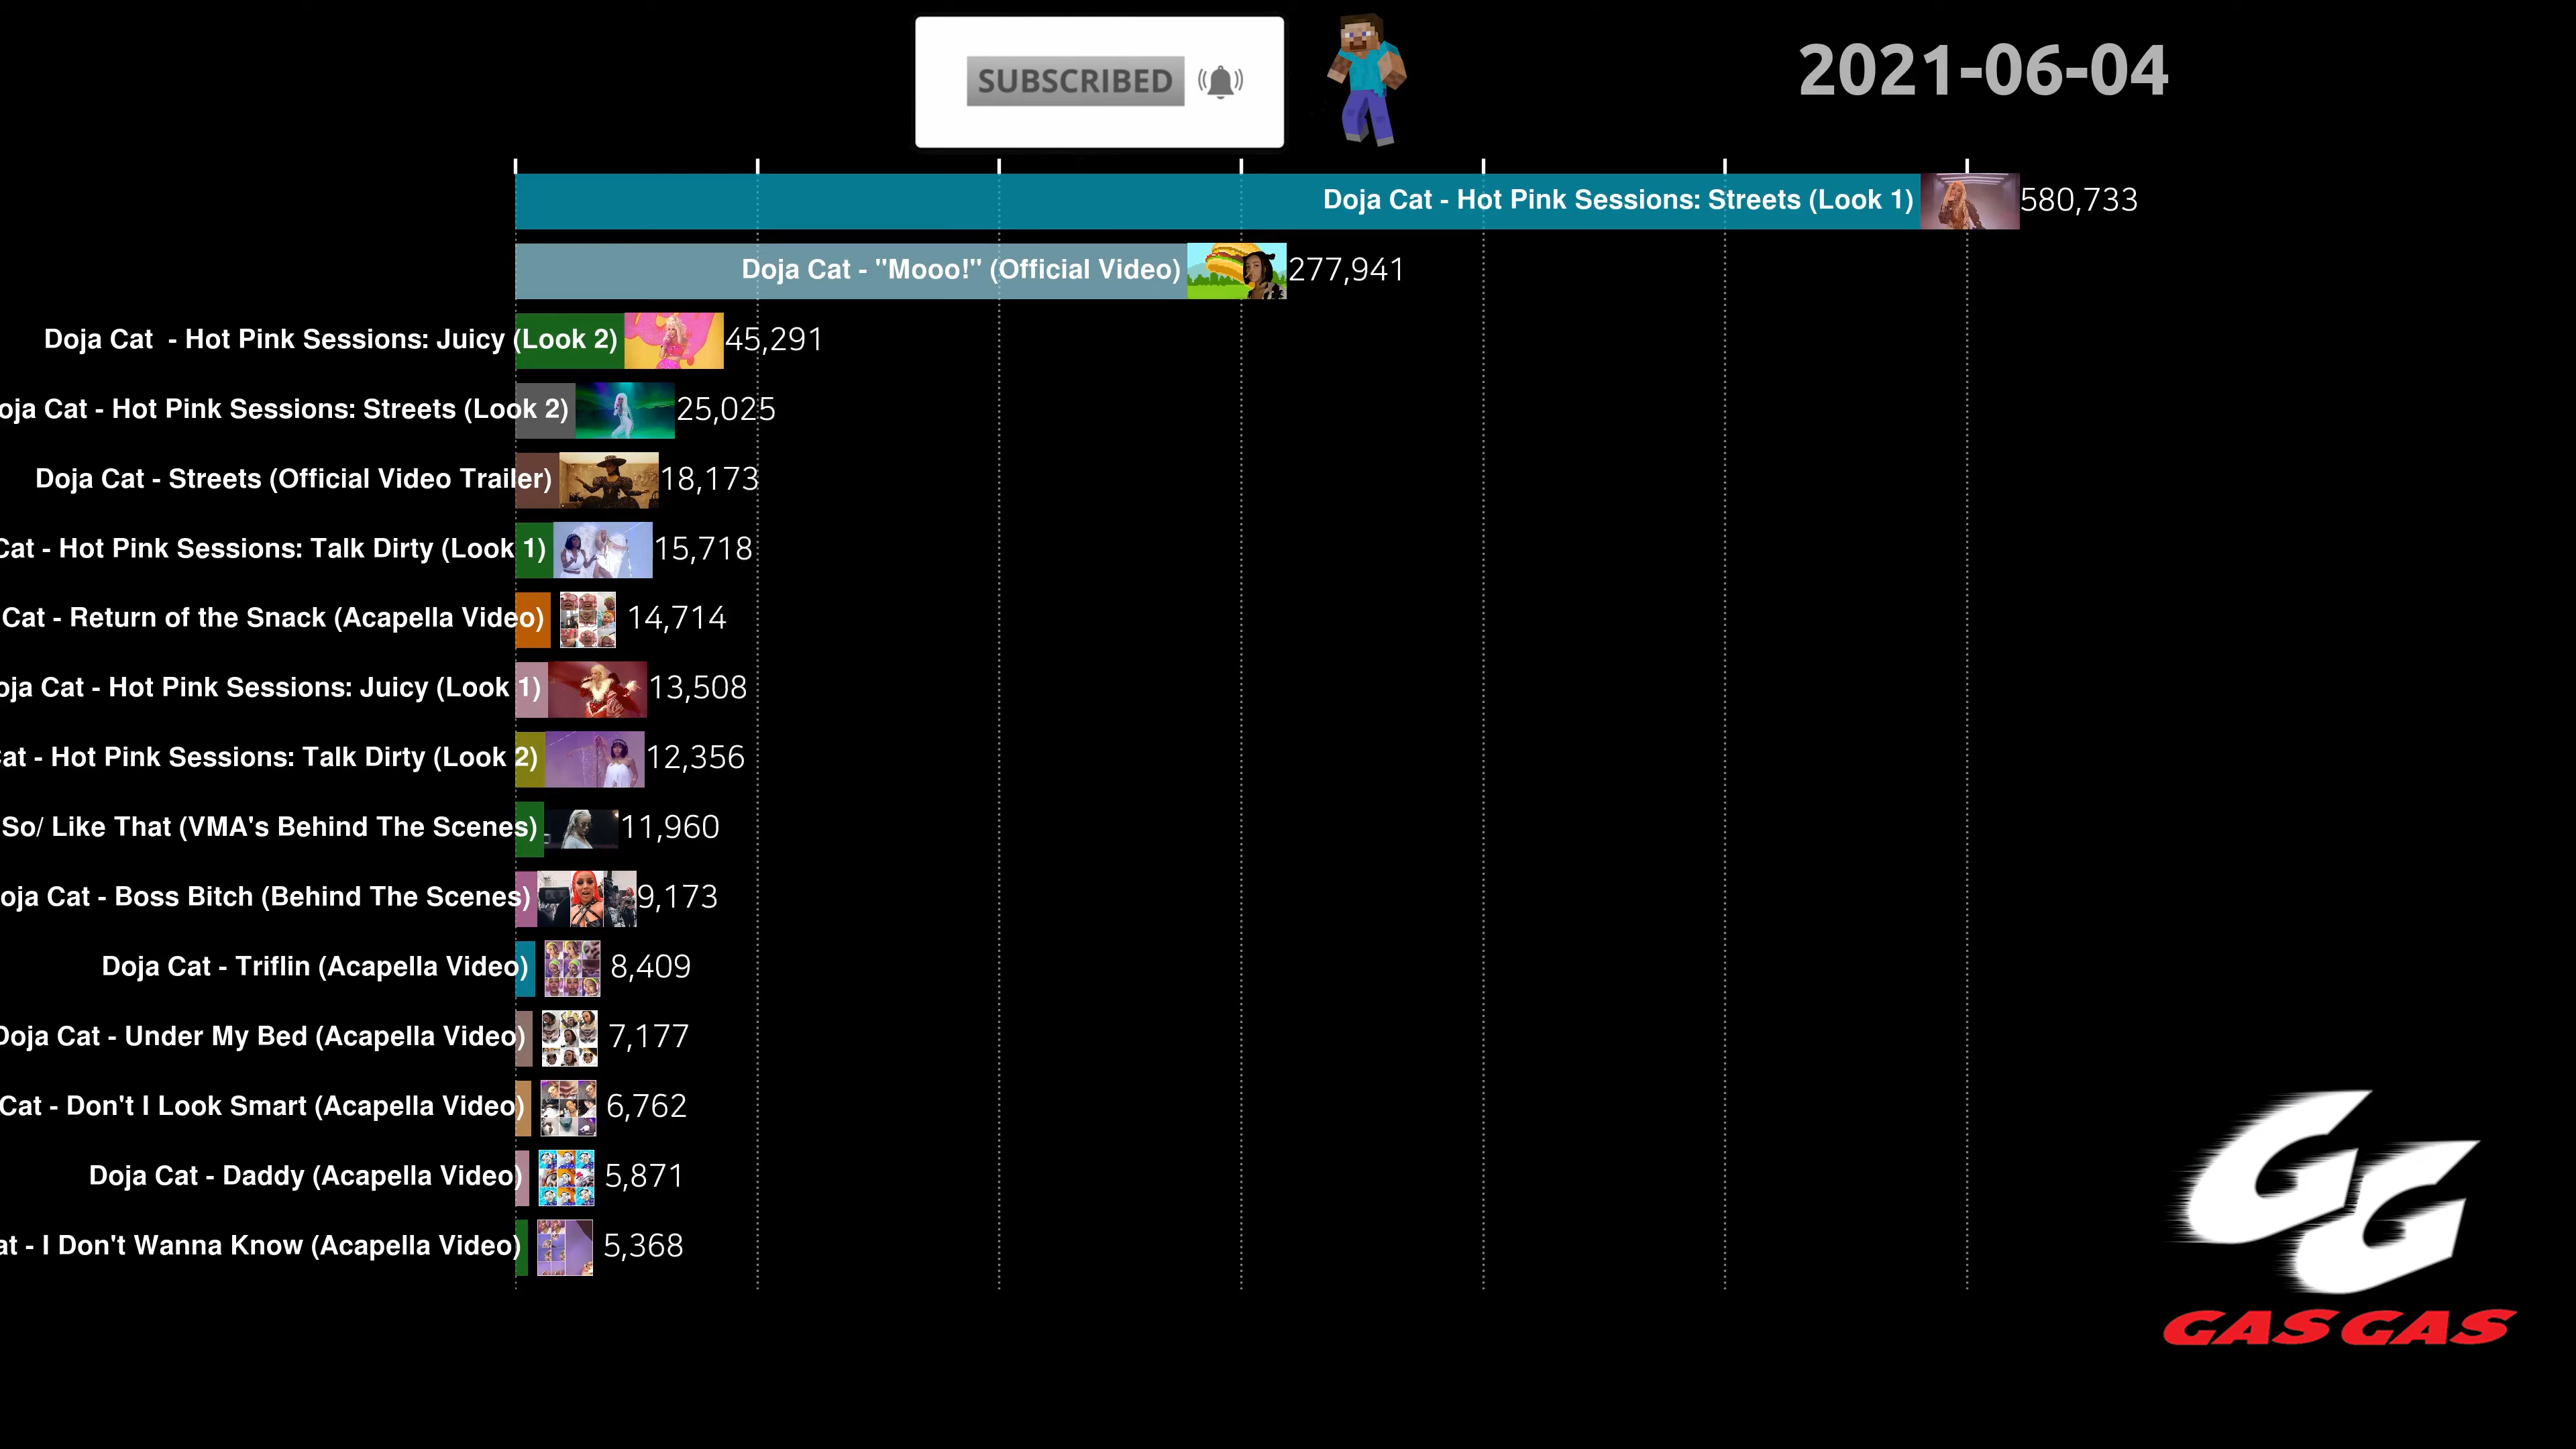 SUBSCRIBED
2021-06-04
Doja Cat - Hot Pink Sessions: Streets (Look 1) 580,733
Doja Cat - "Mooo!" (Official Video) 277,941
Doja Cat - Hot Pink Sessions: Juicy (Look 2) 45,291
oja Cat - Hot Pink Sessions: Streets (Look 2) 25,025
Doja Cat - Streets (Official Video Trailer) 18,173
Cat - Hot Pink Sessions: Talk Dirty (Look 1) 15,718
Cat - Return of the Snack (Acapella Video) 14,714
oja Cat - Hot Pink Sessions: Juicy (Look 1) 13,508
at - Hot Pink Sessions: Talk Dirty (Look 2) 12,356
So/ Like That (VMA's Behind The Scenes) 11,960
oja Cat - Boss Bitch (Behind The Scenes) 9,173
Doja Cat - Triflin (Acapella Video) 8,409
Doja Cat - Under My Bed (Acapella Video) 7,177
Cat - Don't I Look Smart (Acapella Video) 6,762
Doja Cat - Daddy (Acapella Video) 5,871
at - I Don't Wanna Know (Acapella Video) 5,368
GG
GASGAS